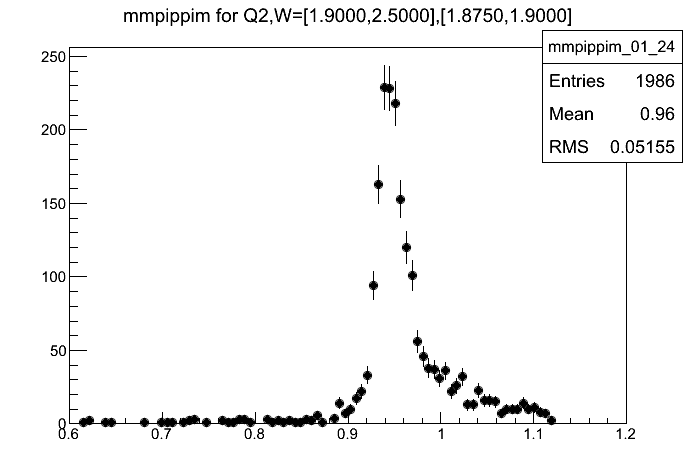 mmpippim for Q2,W=[1.9000,2.5000],[1.8750,1.9000]
mmpippim_01_24
Entries 1986
Mean 0.96
RMS 0.05155
250
200
150
100
50
0
0.6 0.7 0.8 0.9 1 1.1 1.2